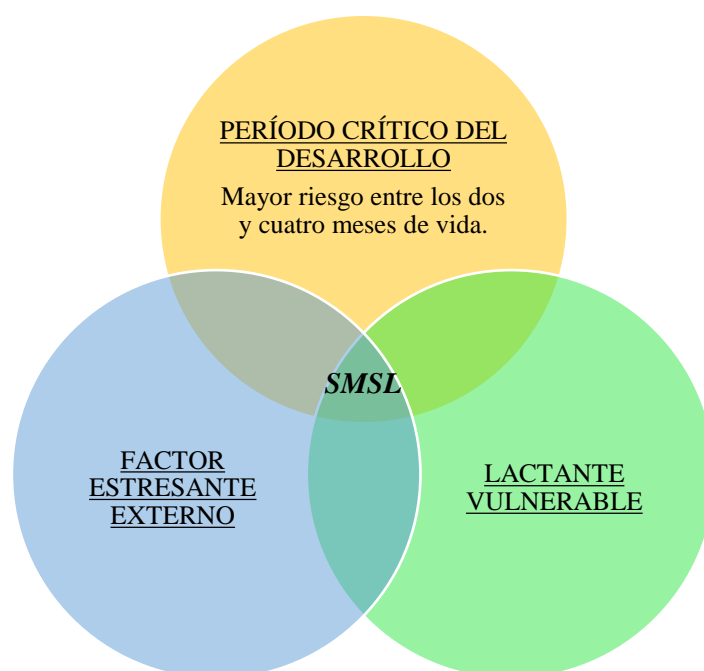 PERÍODO CRÍTICO DEL
DESARROLLO
Mayor riesgo entre los dos
y cuatro meses de vida.
SMSL
FACTOR
ESTRESANTE
EXTERNO
LACTANTE
VULNERABLE